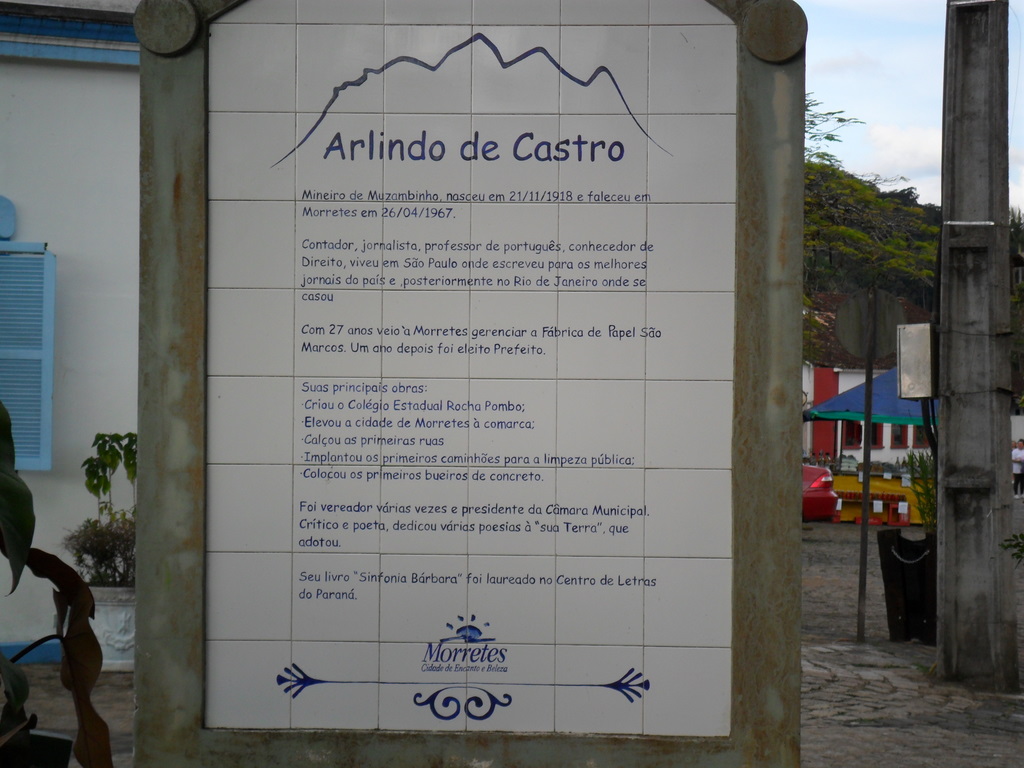 Arlindo de Castro
Mineiro de Muzambinho, nasceu em 21/11/1918 e faleceu em
Morretes em 26/04/1967.
Contador, jornalista, professor de português, conhecedor de
Direito, viveu em São Paulo onde escreveu para os melhores
jornais do país e ,posteriormente no Rio de Janeiro onde se
casou
Com 27 anos veio à Morretes gerenciar a Fábrica de Papel São
Marcos. Um ano depois foi eleito Prefeito.
Suas principais obras:
·Criou o Colégio Estadual Rocha Pombo;
·Elevou a cidade de Morretes à comarca;
·Calçou as primeiras ruas
·Implantou os primeiros caminhões para a limpeza pública;
·Colocou os primeiros bueiros de concreto.
Foi vereador várias vezes e presidente da Câmara Municipal.
Crítico e poeta, dedicou várias poesias à "sua Terra", que
adotou.
Seu livro "Sinfonia Bárbara" foi laureado no Centro de Letras
do Paraná.
Morretes
Cidade de Encanto e Beleza